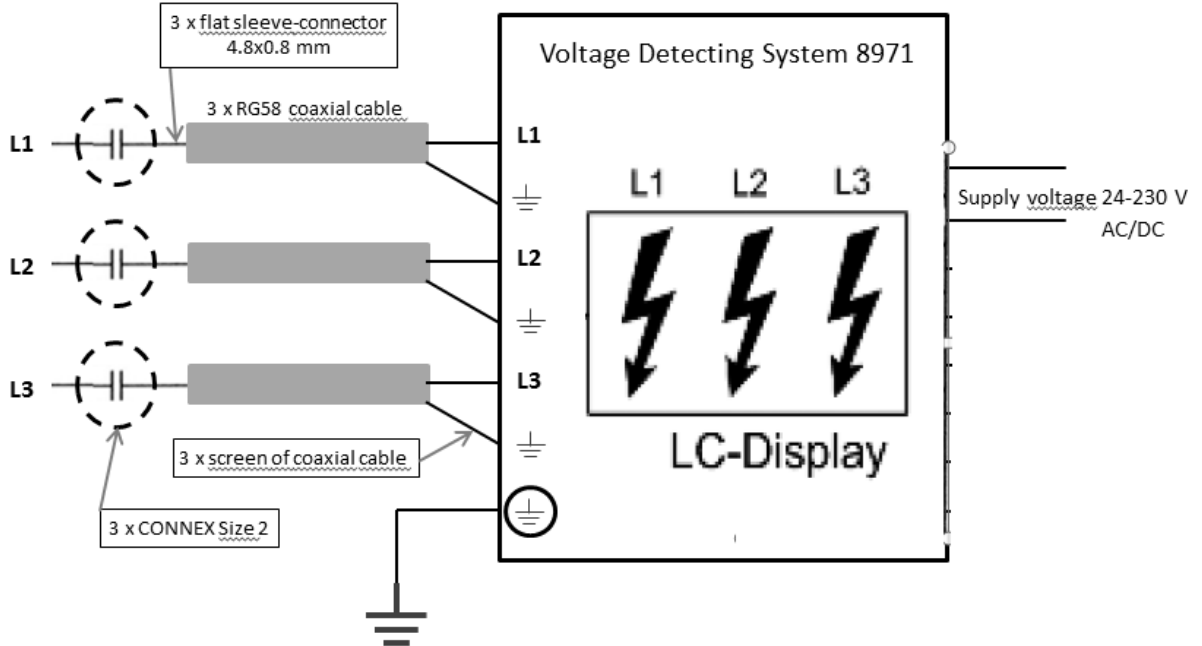 3 x flat sleeve-connector
4.8x0.8 mm
Voltage Detecting System 8971
3 x RG58 coaxial cable
L1
L1
L1 L2 L3
Supply voltage 24-230 V
AC/DC
L2
L2
L3
L3
LC-Display
3 x screen of coaxial cable
3 x CONNEX Size 2